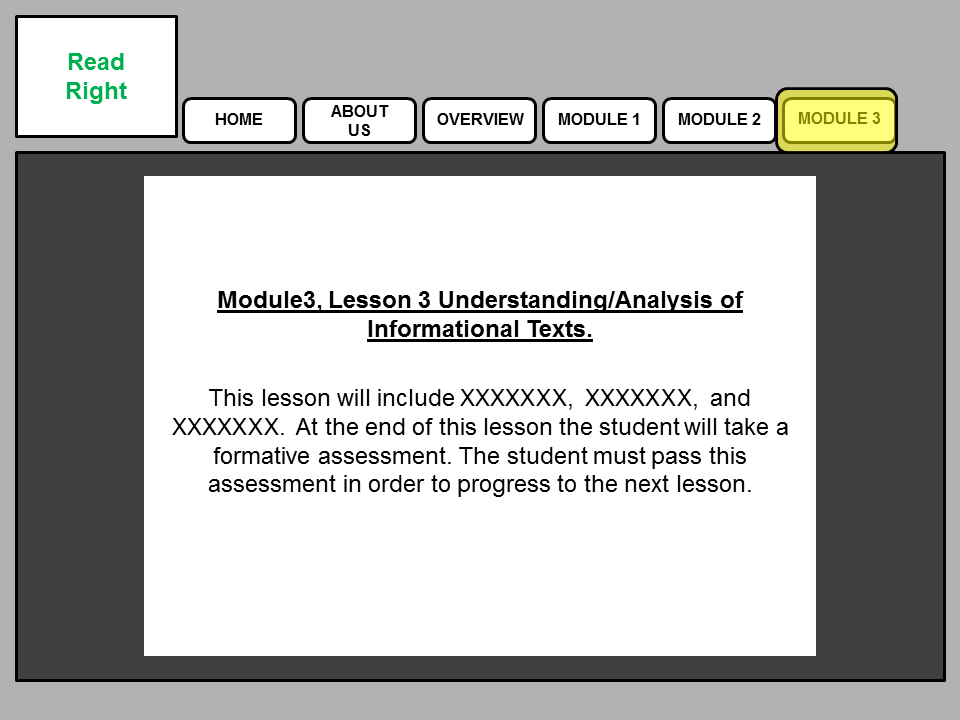 Read
Right
HOME
ABOUT
US
OVERVIEW
MODULE 1
MODULE 2
MODULE 3
Module3, Lesson 3 Understanding/Analysis of
Informational Texts.
This lesson will include XXXXXXX,  XXXXXXX,  and
XXXXXXX.  At the end of this lesson the student will take a
formative assessment. The student must pass this
assessment in order to progress to the next lesson.